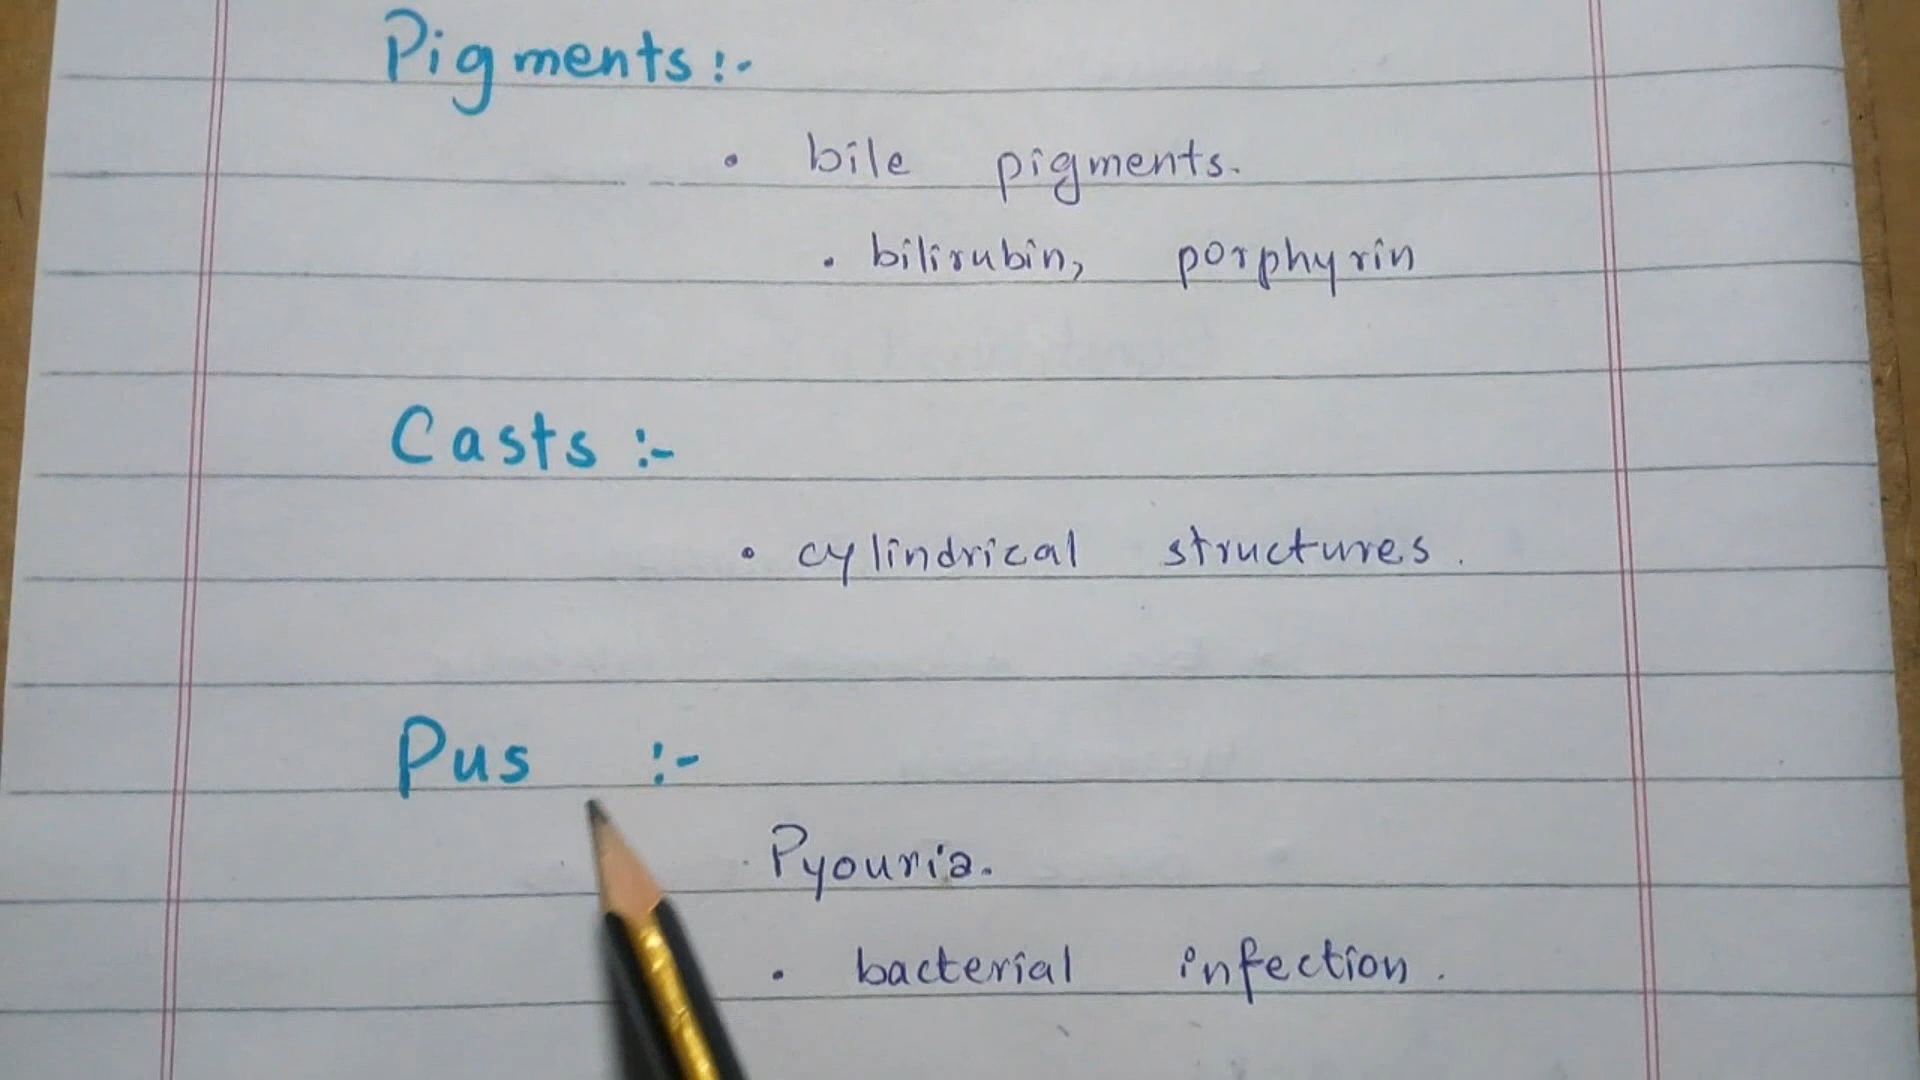 Pigments :-
• bile pigments.
• bilirubin, porphyrin
Casts :-
• cylindrical structures.
Pus :-
Pyouria.
• bacterial infection.